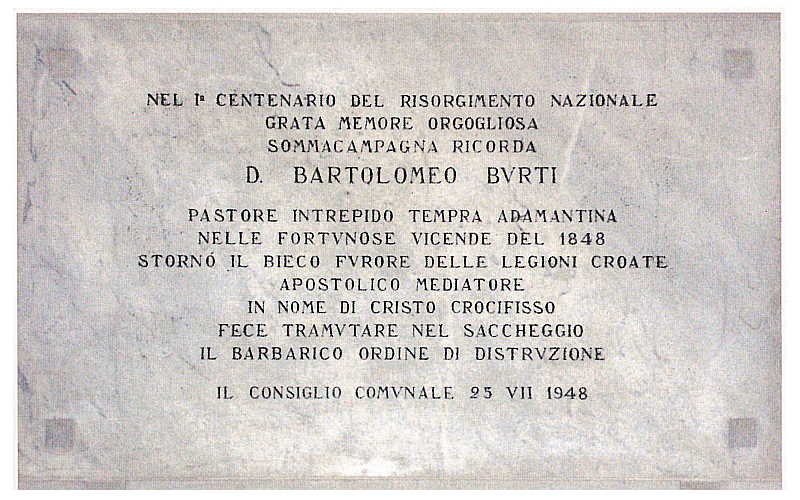 NEL 1º CENTENARIO DEL RISORGIMENTO NAZIONALE
GRATA MEMORE ORGOGLIOSA
SOMMACAMPAGNA RICORDA
D. BARTOLOMEO BVRTI
PASTORE INTREPIDO TEMPRA ADAMANTINA
NELLE FORTVNOSE VICENDE DEL 1848
STORNÓ IL BIECO FVRORE DELLE LEGIONI CROATE
APOSTOLICO MEDIATORE
IN NOME DI CRISTO CROCIFISSO
FECE TRAMVTARE NEL SACCHEGGIO
IL BARBARICO ORDINE DI DISTRVZIONE
IL CONSIGLIO COMVNALE 25 VII 1948